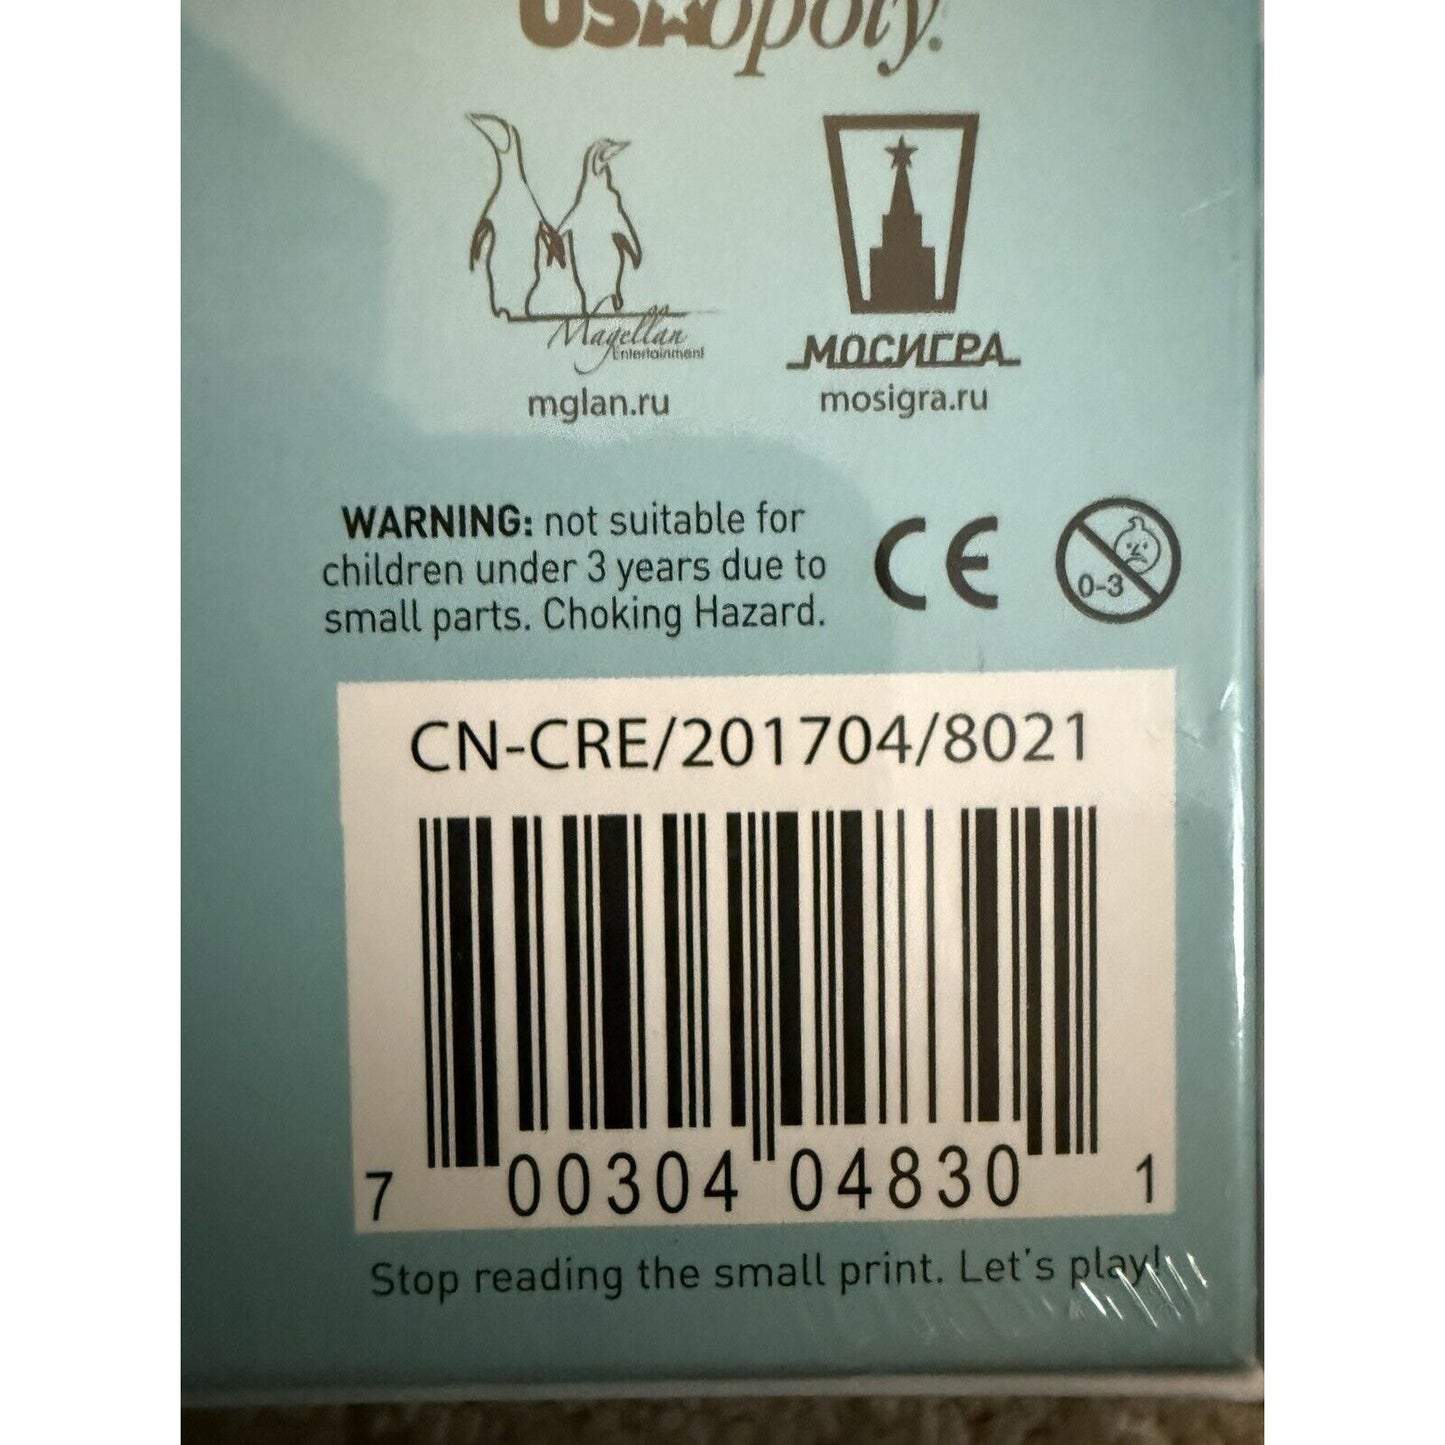 USAopoly.
Magellan
Entertainment
mglan.ru
МОСИГРА
mosigra.ru
WARNING: not suitable for
children under 3 years due to
small parts. Choking Hazard.
CE
0-3
CN-CRE/201704/8021
7 00304 04830 1
Stop reading the small print. Let's play!